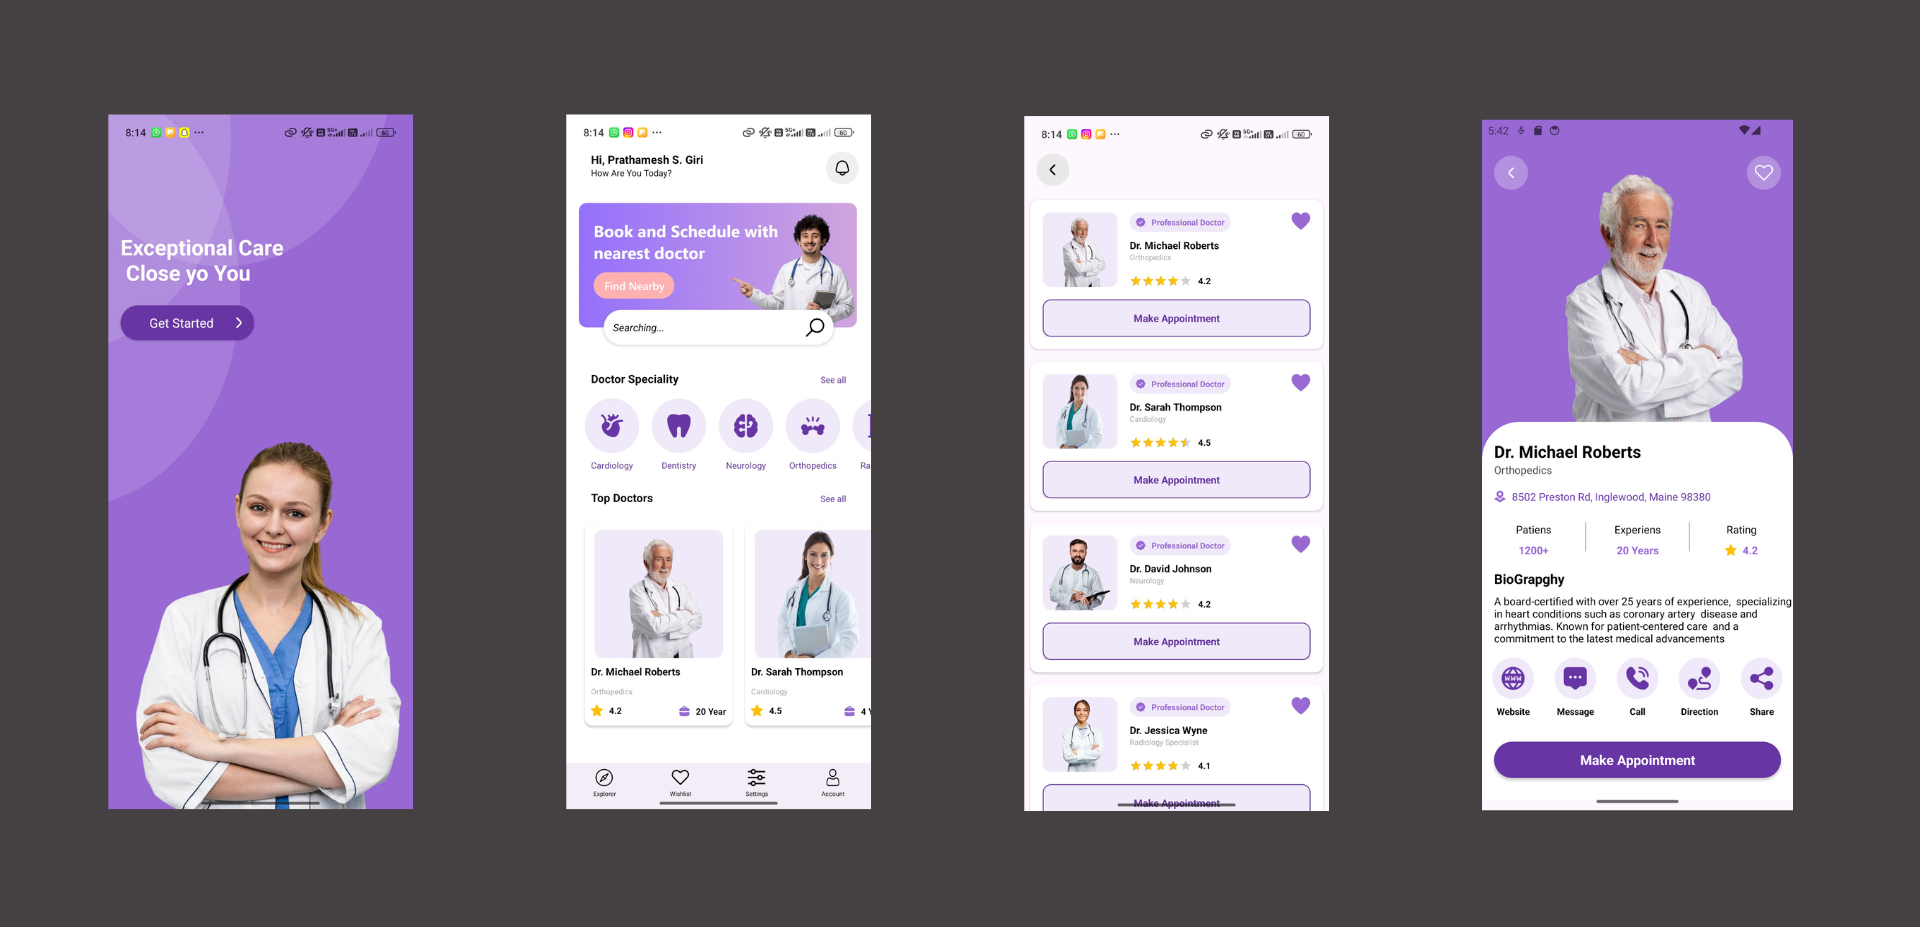 8:14
60
Exceptional Care
Close yo You
Get Started
8:14
60
Hi, Prathamesh S. Giri
How Are You Today?
Book and Schedule with
nearest doctor
Find Nearby
Searching...
Doctor Speciality
See all
Cardiology
Dentistry
Neurology
Orthopedics
Ra
Top Doctors
See all
Dr. Michael Roberts
Orthopedics
4.2
20 Year
Dr. Sarah Thompson
Cardiology
4.5
4 Y
Explorer
Wishlist
Settings
Account
8:14
60
Professional Doctor
Dr. Michael Roberts
Orthopedics
4.2
Make Appointment
Professional Doctor
Dr. Sarah Thompson
Cardiology
4.5
Make Appointment
Professional Doctor
Dr. David Johnson
Neurology
4.2
Make Appointment
Professional Doctor
Dr. Jessica Wyne
Radiology Specialist
4.1
Make Appointment
5:42
Dr. Michael Roberts
Orthopedics
8502 Preston Rd, Inglewood, Maine 98380
Patiens
Experiens
Rating
1200+
20 Years
4.2
BioGrapghy
A board-certified with over 25 years of experience, specializing
in heart conditions such as coronary artery disease and
arrhythmias. Known for patient-centered care and a
commitment to the latest medical advancements
WWW
Website
Message
Call
Direction
Share
Make Appointment